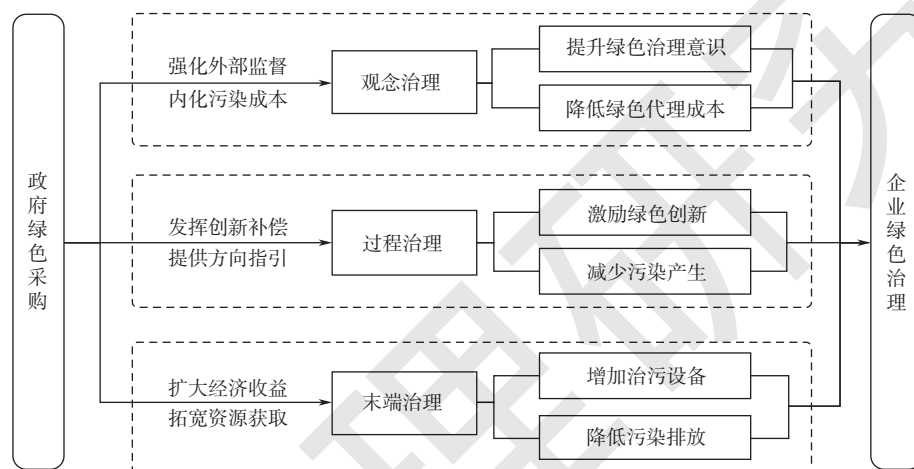 政府绿色采购
强化外部监督
内化污染成本
观念治理
提升绿色治理意识
降低绿色代理成本
发挥创新补偿
提供方向指引
过程治理
激励绿色创新
减少污染产生
扩大经济收益
拓宽资源获取
末端治理
增加治污设备
降低污染排放
企业绿色治理
理研究